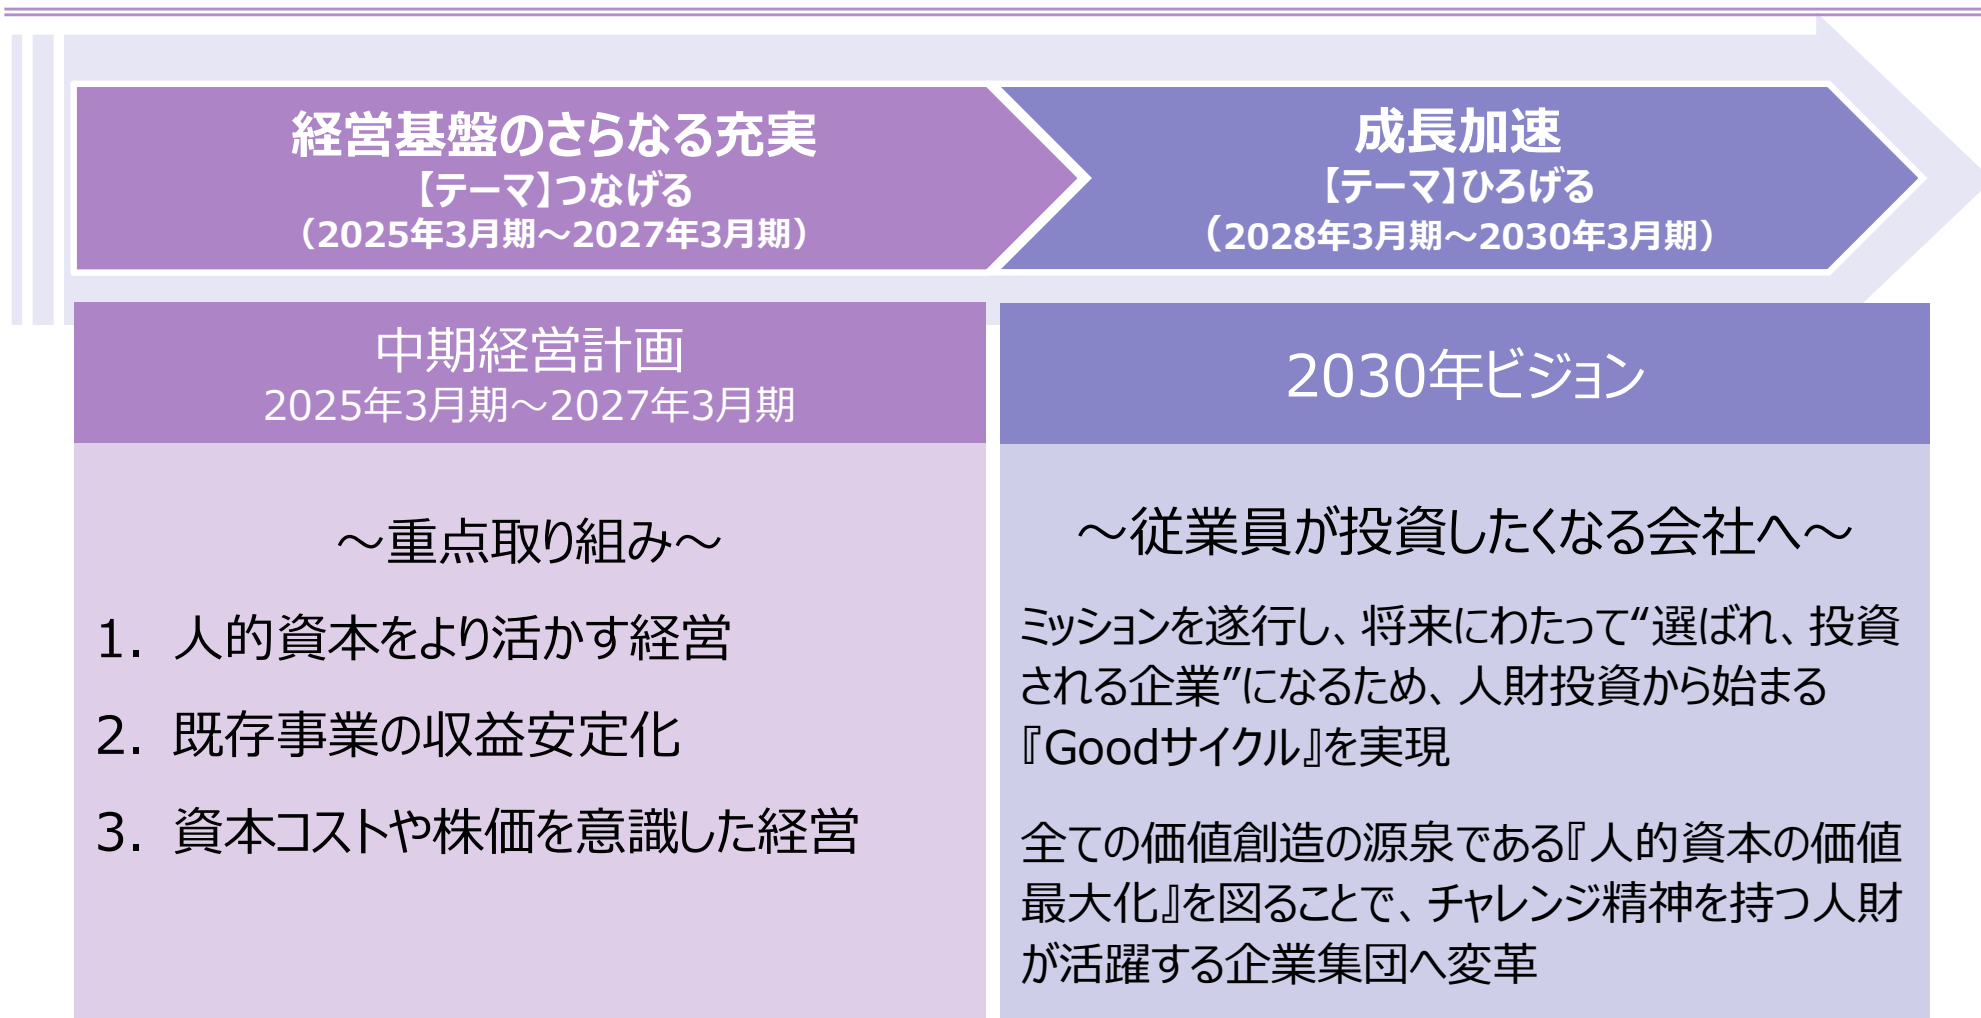 経営基盤のさらなる充実
【テーマ】つなげる
（2025年3月期～2027年3月期）
成長加速
【テーマ】ひろげる
（2028年3月期～2030年3月期）
中期経営計画
2025年3月期～2027年3月期
～重点取り組み～
1. 人的資本をより活かす経営
2. 既存事業の収益安定化
3. 資本コストや株価を意識した経営
2030年ビジョン
～従業員が投資したくなる会社へ～
ミッションを遂行し、将来にわたって“選ばれ、投資
される企業”になるため、人財投資から始まる
『Goodサイクル』を実現
全ての価値創造の源泉である『人的資本の価値
最大化』を図ることで、チャレンジ精神を持つ人財
が活躍する企業集団へ変革